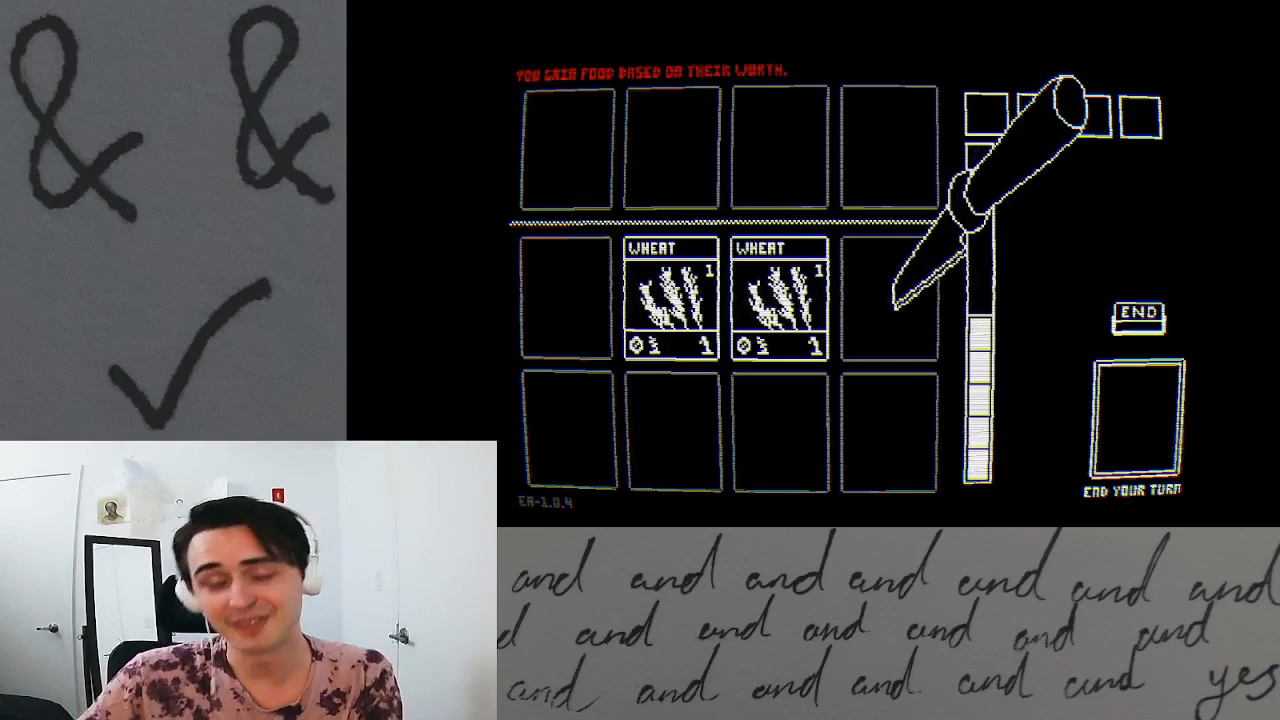 & &
YOU GAIN FOOD BASED ON THEIR WORTH.
WHEAT WHEAT
1 1
0 1 0 1
END
END YOUR TURN
EA-1.0.4
and and and and and and and
d and and and and and and
and and and and and and yes